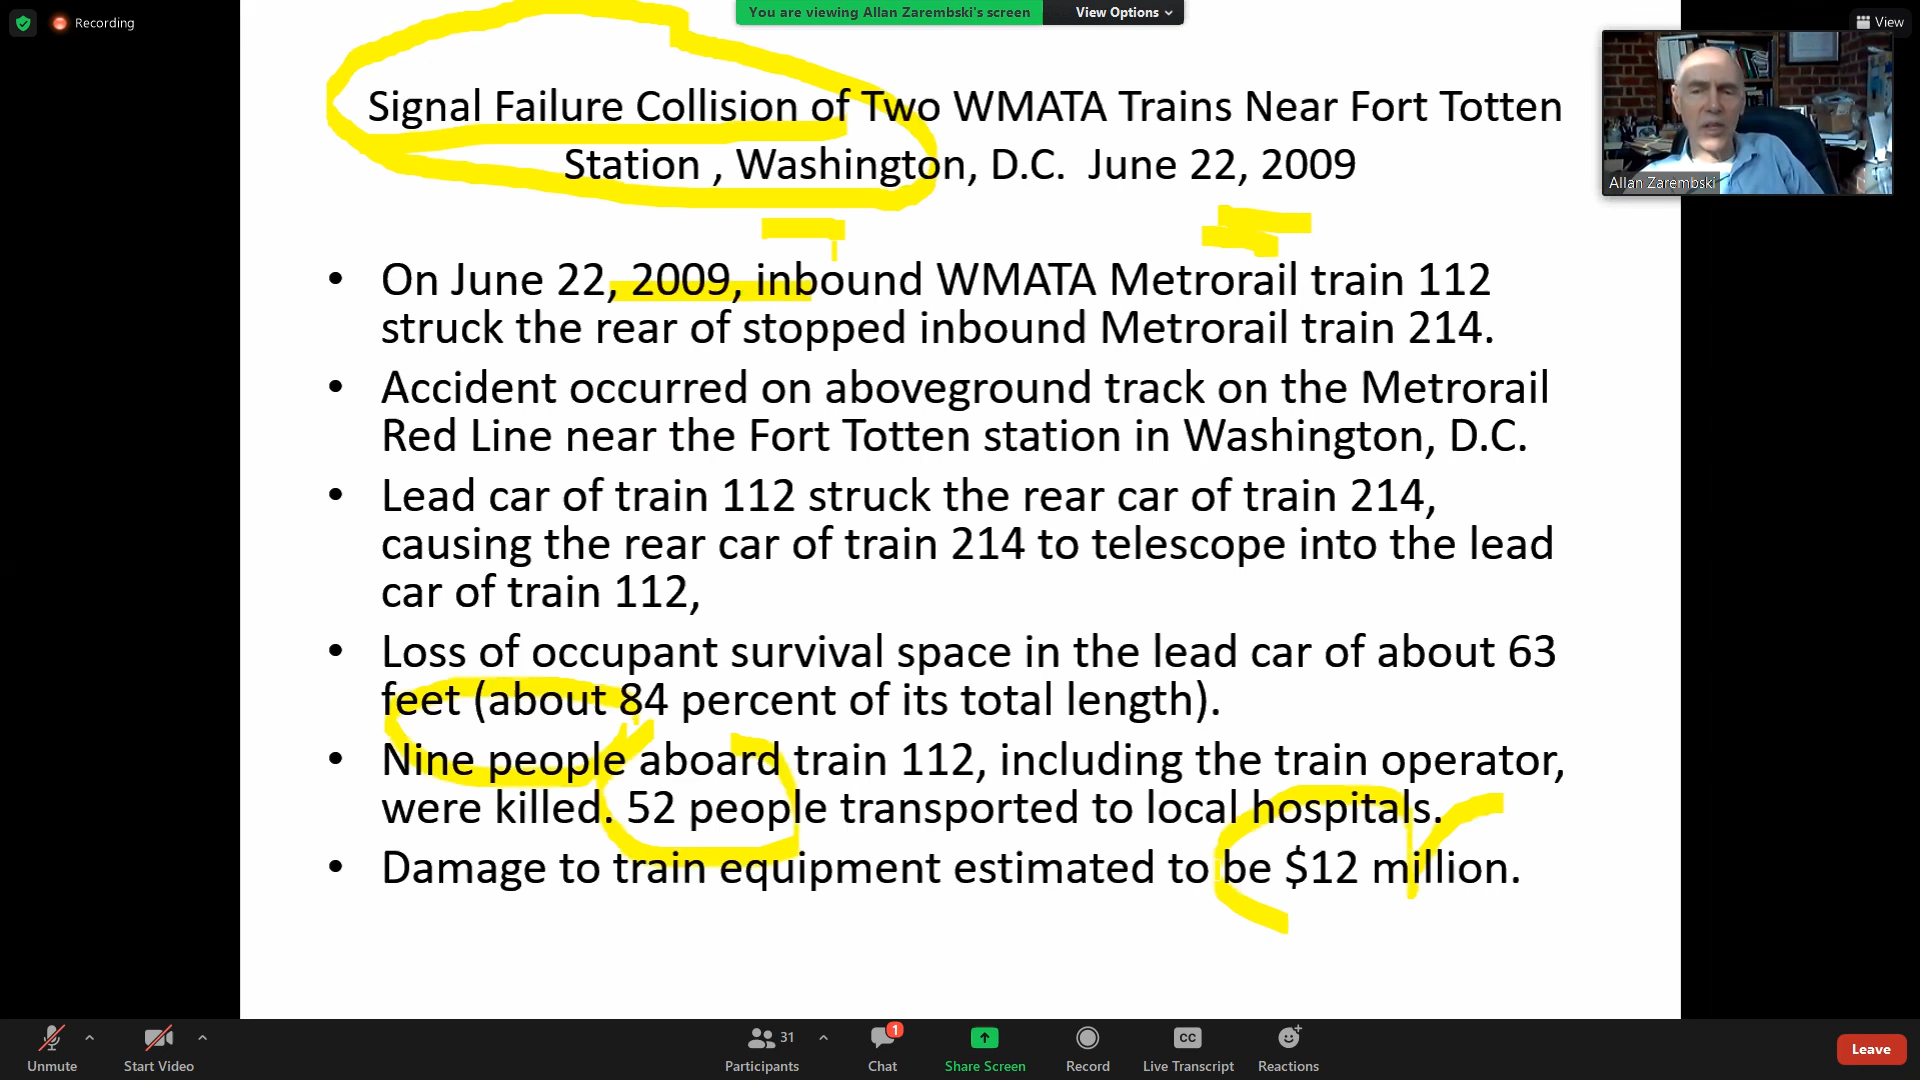 Recording
You are viewing Allan Zarembski's screen
View Options
View
Signal Failure Collision of Two WMATA Trains Near Fort Totten
Station , Washington, D.C. June 22, 2009
Allan Zarembski
• On June 22, 2009, inbound WMATA Metrorail train 112
struck the rear of stopped inbound Metrorail train 214.
• Accident occurred on aboveground track on the Metrorail
Red Line near the Fort Totten station in Washington, D.C.
• Lead car of train 112 struck the rear car of train 214,
causing the rear car of train 214 to telescope into the lead
car of train 112,
• Loss of occupant survival space in the lead car of about 63
feet (about 84 percent of its total length).
• Nine people aboard train 112, including the train operator,
were killed. 52 people transported to local hospitals.
• Damage to train equipment estimated to be $12 million.
Unmute
Start Video
31
Participants
1
Chat
Share Screen
Record
CC
Live Transcript
Reactions
Leave